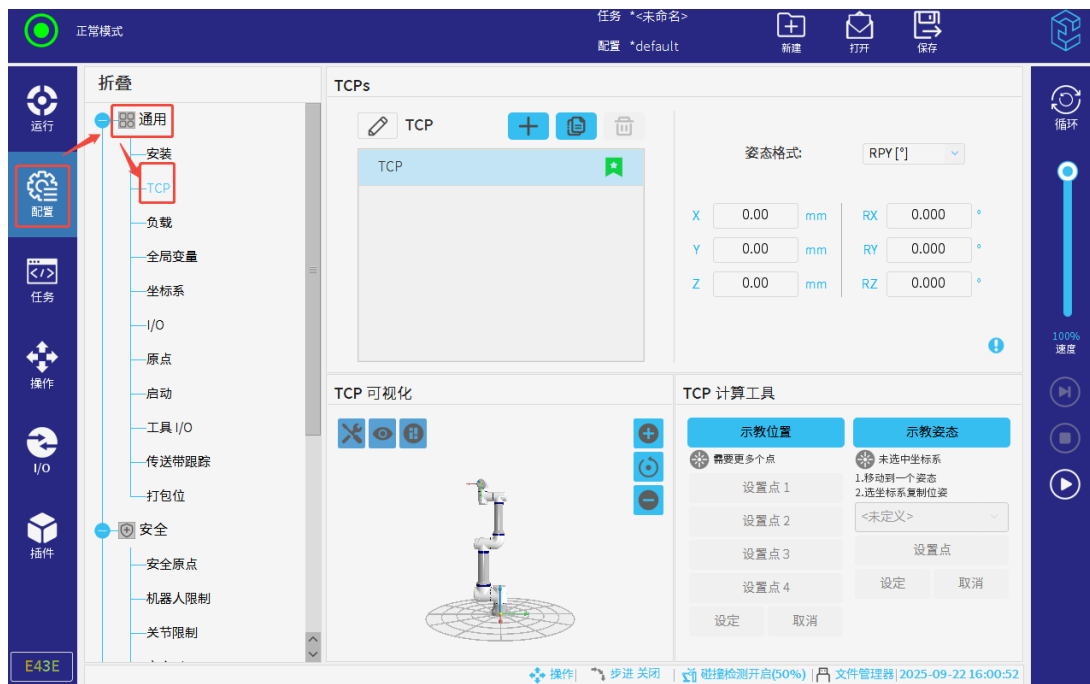 正常模式
任务 *<未命名>
配置 *default
新建
打开
保存
运行
配置
任务
操作
I/O
插件
E43E
折叠
通用
安装
TCP
负载
全局变量
坐标系
I/O
原点
启动
工具 I/O
传送带跟踪
打包位
安全
安全原点
机器人限制
关节限制
TCPs
TCP
TCP
姿态格式: RPY [°]
X 0.00 mm RX 0.000 °
Y 0.00 mm RY 0.000 °
Z 0.00 mm RZ 0.000 °
TCP 可视化
TCP 计算工具
示教位置
需要更多个点
设置点 1
设置点 2
设置点 3
设置点 4
设定 取消
示教姿态
未选中坐标系
1.移动到一个姿态
2.选坐标系复制位姿
<未定义>
设置点
设定 取消
循环
100%
速度
操作| 步进 关闭 | 碰撞检测开启(50%) | 文件管理器|2025-09-22 16:00:52